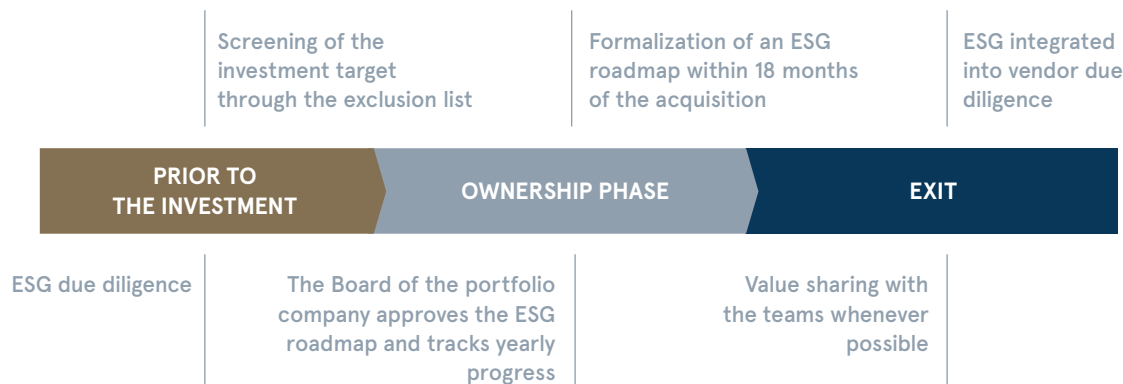 Screening of the
investment target
through the exclusion list
Formalization of an ESG
roadmap within 18 months
of the acquisition
ESG integrated
into vendor due
diligence
PRIOR TO
THE INVESTMENT
OWNERSHIP PHASE
EXIT
ESG due diligence
The Board of the portfolio
company approves the ESG
roadmap and tracks yearly
progress
Value sharing with
the teams whenever
possible